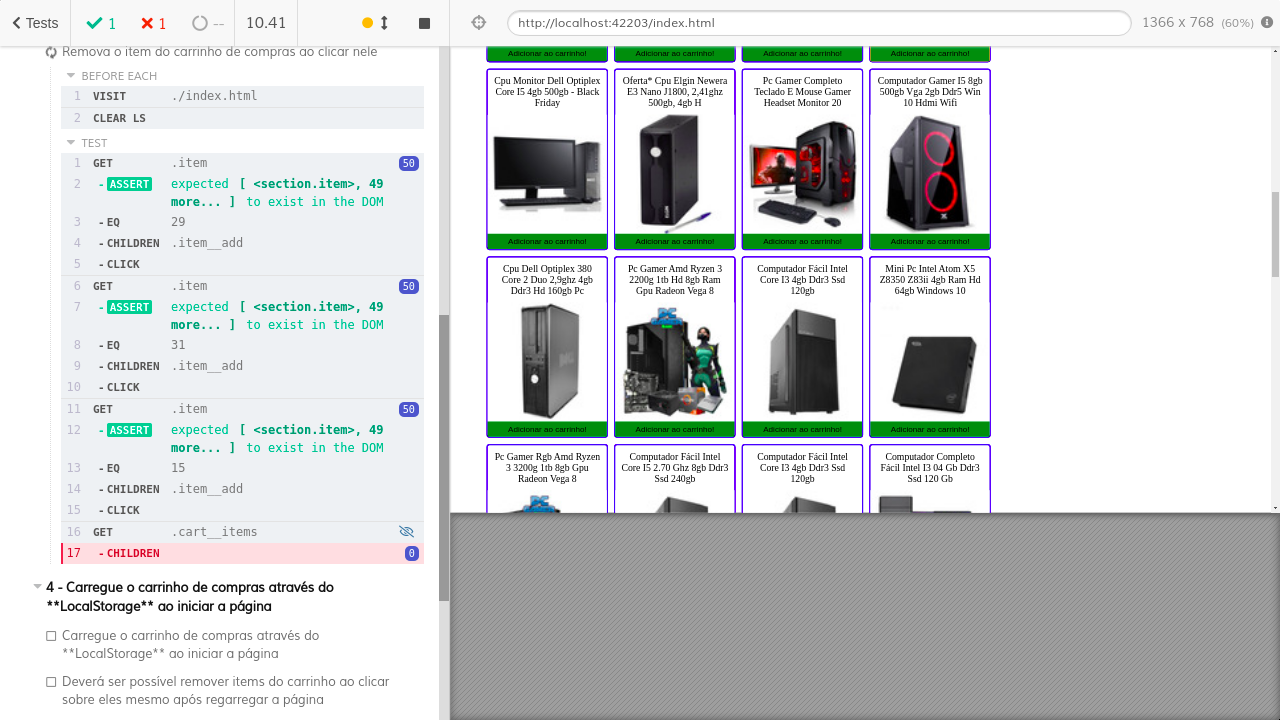 Tests
1
1
--
10.41
http://localhost:42203/index.html
1366 x 768 (60%)
Remova o item do carrinho de compras ao clicar nele
BEFORE EACH
1 VISIT ./index.html
2 CLEAR LS
TEST
1 GET .item 50
2 -ASSERT expected [ <section.item>, 49
more... ] to exist in the DOM
3 -EQ 29
4 -CHILDREN .item__add
5 -CLICK
6 GET .item 50
7 -ASSERT expected [ <section.item>, 49
more... ] to exist in the DOM
8 -EQ 31
9 -CHILDREN .item__add
10 -CLICK
11 GET .item 50
12 -ASSERT expected [ <section.item>, 49
more... ] to exist in the DOM
13 -EQ 15
14 -CHILDREN .item__add
15 -CLICK
16 GET .cart__items
17 -CHILDREN 0
4 - Carregue o carrinho de compras através do
**LocalStorage** ao iniciar a página
Carregue o carrinho de compras através do
**LocalStorage** ao iniciar a página
Deverá ser possível remover items do carrinho ao clicar
sobre eles mesmo após regarregar a página
Adicionar ao carrinho!
Adicionar ao carrinho!
Adicionar ao carrinho!
Adicionar ao carrinho!
Cpu Monitor Dell Optiplex
Core I5 4gb 500gb - Black
Friday
Adicionar ao carrinho!
Oferta* Cpu Elgin Newera
E3 Nano J1800, 2,41ghz
500gb, 4gb H
Adicionar ao carrinho!
Pc Gamer Completo
Teclado E Mouse Gamer
Headset Monitor 20
Adicionar ao carrinho!
Computador Gamer I5 8gb
500gb Vga 2gb Ddr5 Win
10 Hdmi Wifi
Adicionar ao carrinho!
Cpu Dell Optiplex 380
Core 2 Duo 2,9ghz 4gb
Ddr3 Hd 160gb Pc
Adicionar ao carrinho!
Pc Gamer Amd Ryzen 3
2200g 1tb Hd 8gb Ram
Gpu Radeon Vega 8
Adicionar ao carrinho!
Computador Fácil Intel
Core I3 4gb Ddr3 Ssd
120gb
Adicionar ao carrinho!
Mini Pc Intel Atom X5
Z8350 Z83ii 4gb Ram Hd
64gb Windows 10
Adicionar ao carrinho!
Pc Gamer Rgb Amd Ryzen
3 3200g 1tb 8gb Gpu
Radeon Vega 8
Computador Fácil Intel
Core I5 2.70 Ghz 8gb Ddr3
Ssd 240gb
Computador Fácil Intel
Core I3 4gb Ddr3 Ssd
120gb
Computador Completo
Fácil Intel I3 04 Gb Ddr3
Ssd 120 Gb